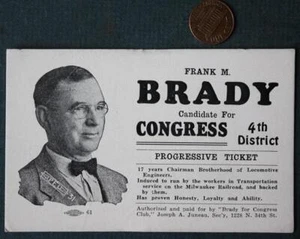 FRANK M.
BRADY
Candidate For
CONGRESS 4th
District
PROGRESSIVE TICKET
17 years Chairman Brotherhood of Locomotive
Engineers.
Induced to run by the workers in Transportation
service on the Milwaukee Railroad, and backed
by them.
Has proven Honesty, Loyalty and Ability.
Authorized and paid for by "Brady for Congress
Club," Joseph A. Juneau, Sec'y, 1228 N. 34th St.
61